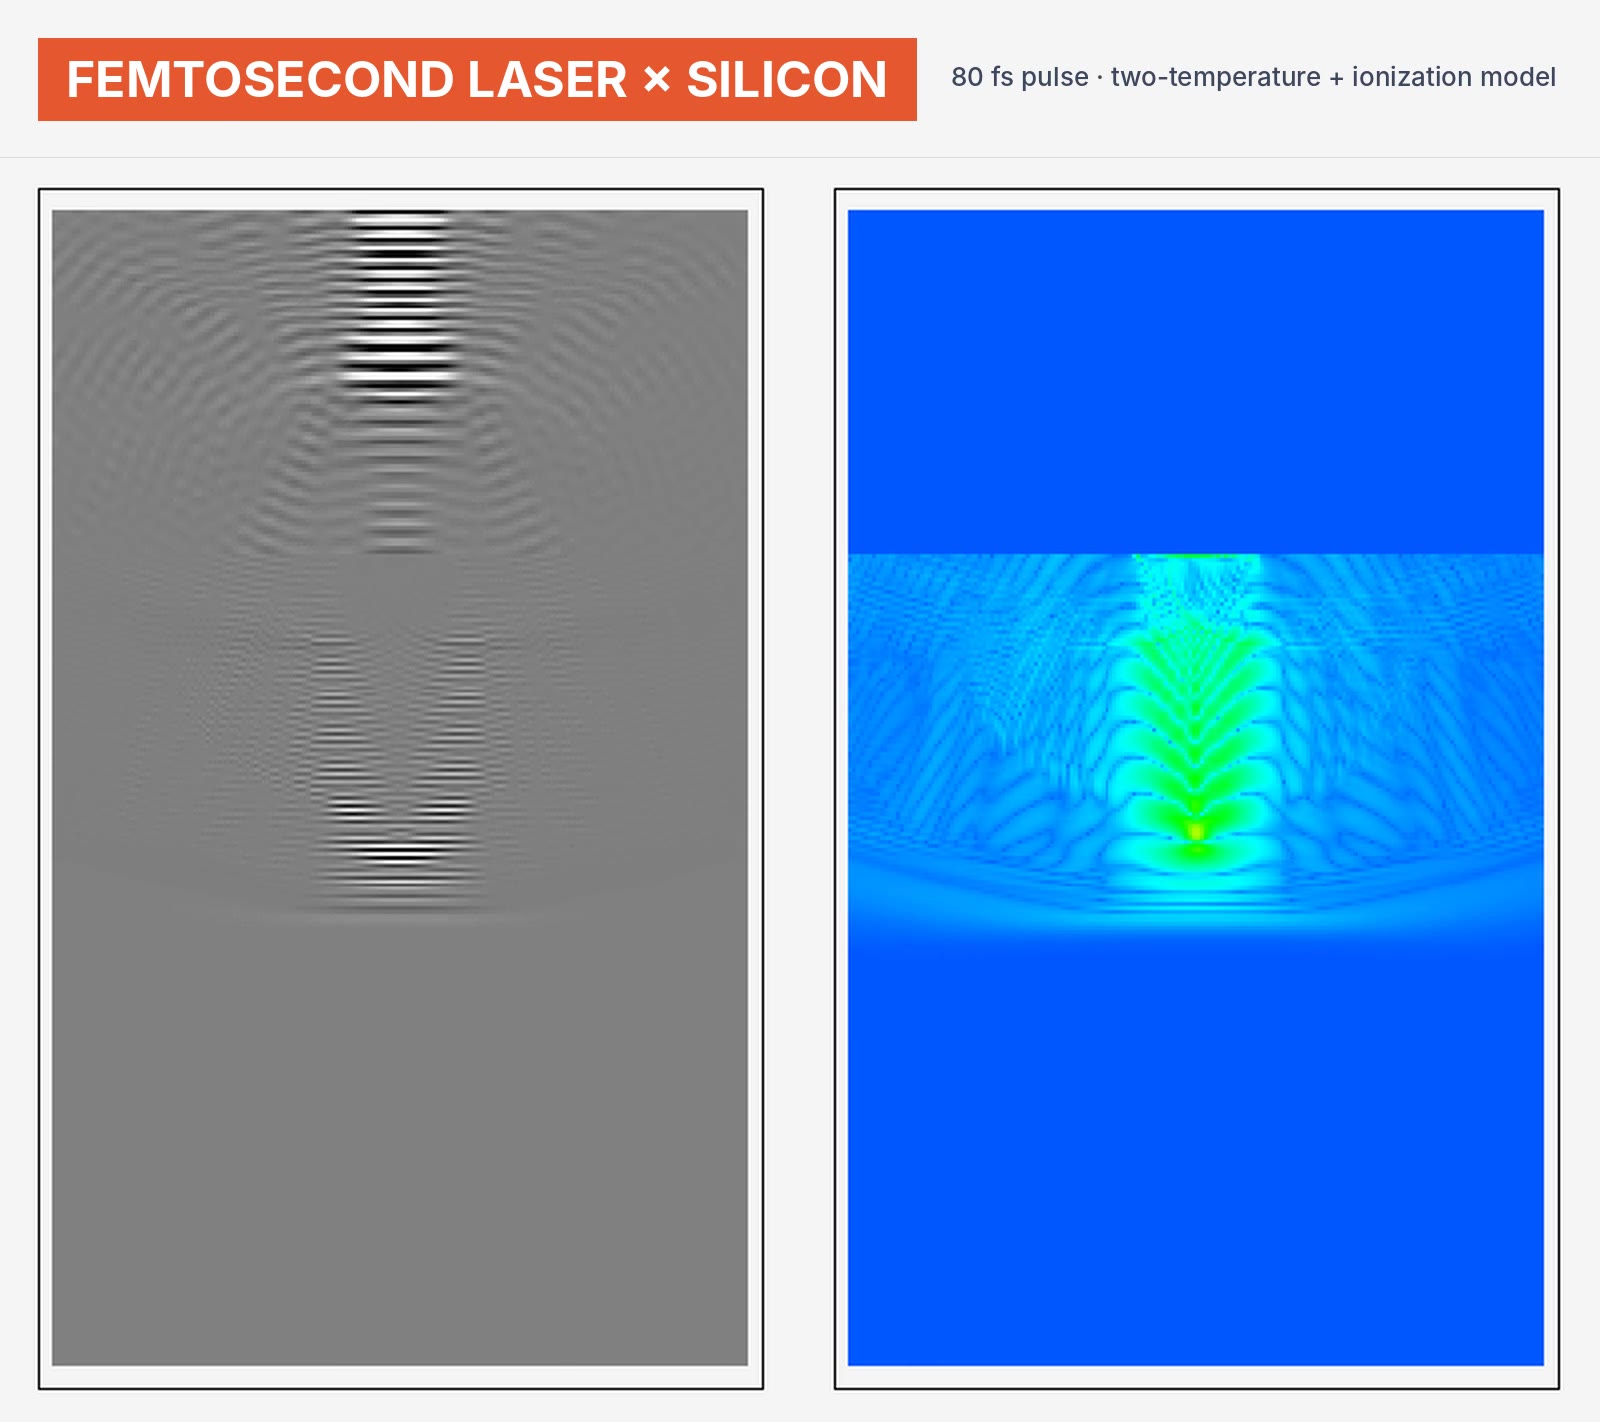 FEMTOSECOND LASER × SILICON
80 fs pulse · two-temperature + ionization model